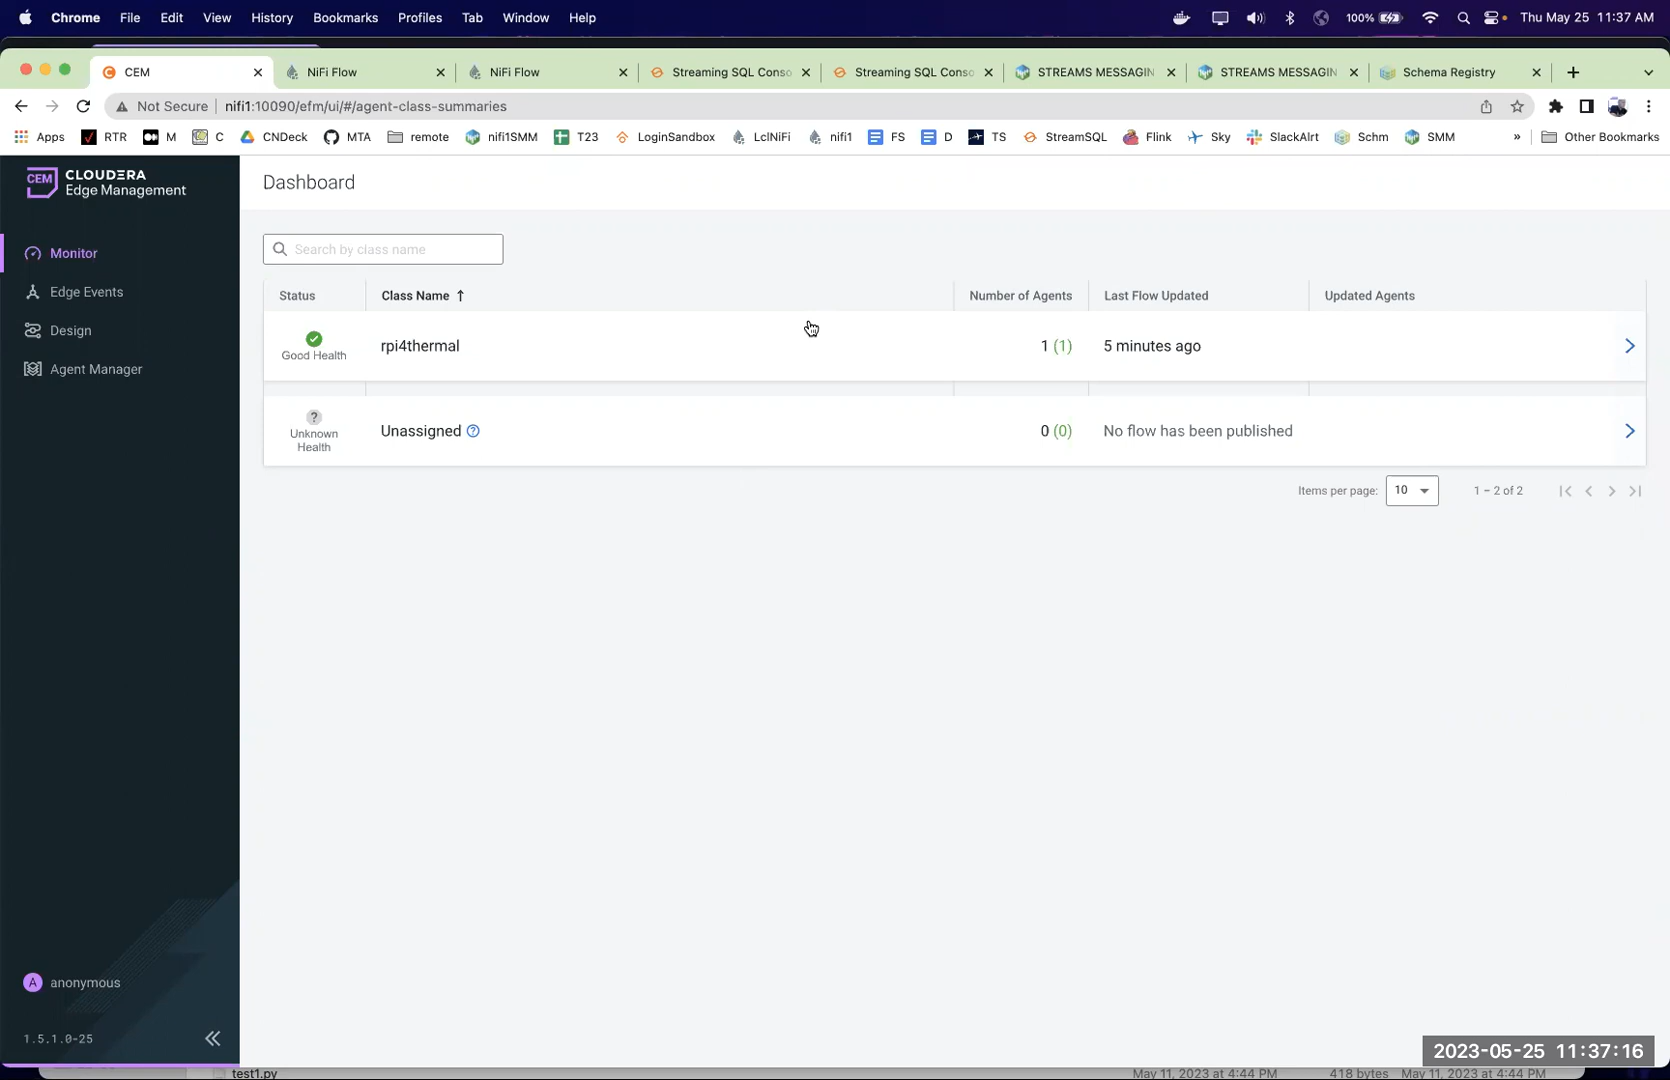 Chrome File Edit View History Bookmarks Profiles Tab Window Help 100% Thu May 25 11:37 AM
CEM NiFi Flow NiFi Flow Streaming SQL Conso Streaming SQL Conso STREAMS MESSAGIN STREAMS MESSAGIN Schema Registry
Not Secure nifi1:10090/efm/ui/#/agent-class-summaries
Apps RTR M C CNDeck MTA remote nifi1SMM T23 LoginSandbox LclNiFi nifi1 FS D TS StreamSQL Flink Sky SlackAlrt Schm SMM » Other Bookmarks
CEM CLOUDERA
Edge Management
Dashboard
Monitor
Edge Events
Design
Agent Manager
Search by class name
Status Class Name ↑ Number of Agents Last Flow Updated Updated Agents
Good Health rpi4thermal 1 (1) 5 minutes ago
? Unknown Health Unassigned ? 0 (0) No flow has been published
Items per page: 10 1 – 2 of 2
A anonymous
1.5.1.0-25
2023-05-25 11:37:16
test1.py May 11, 2023 at 4:44 PM 418 bytes May 11, 2023 at 4:44 PM